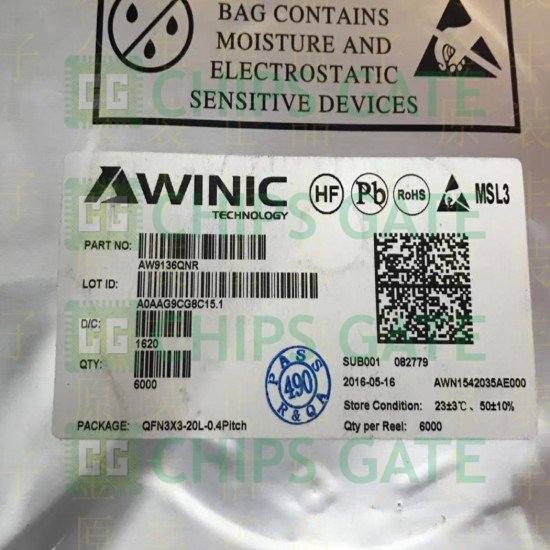 BAG CONTAINS
MOISTURE AND
ELECTROSTATIC
SENSITIVE DEVICES
CHIPS GATE
AWINIC
TECHNOLOGY
HF Pb RoHS MSL3
PART NO:
AW9136QNR
LOT ID:
A0AAG9CG8C15.1
D/C:
1620
QTY:
6000
PASS
490
R&QA
SUB001 082779
2016-05-16 AWN1542035AE000
Store Condition: 23±3℃、50±10%
PACKAGE: QFN3X3-20L-0.4Pitch
Qty per Reel: 6000
CHIPS GATE
CHIPS GATE
CHIPS GATE